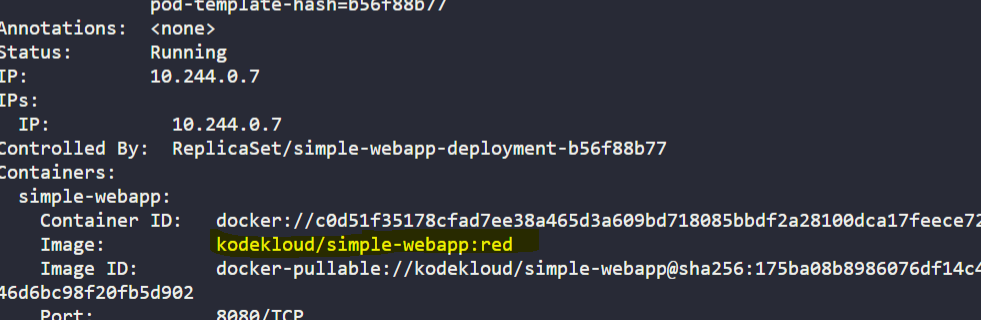 pod-template-hash=b56f88b77
Annotations: <none>
Status: Running
IP: 10.244.0.7
IPs:
IP: 10.244.0.7
Controlled By: ReplicaSet/simple-webapp-deployment-b56f88b77
Containers:
simple-webapp:
Container ID: docker://c0d51f35178cfad7ee38a465d3a609bd718085bbdf2a28100dca17feece72
Image: kodekloud/simple-webapp:red
Image ID: docker-pullable://kodekloud/simple-webapp@sha256:175ba08b8986076df14c4
46d6bc98f20fb5d902
Port: 8080/TCP